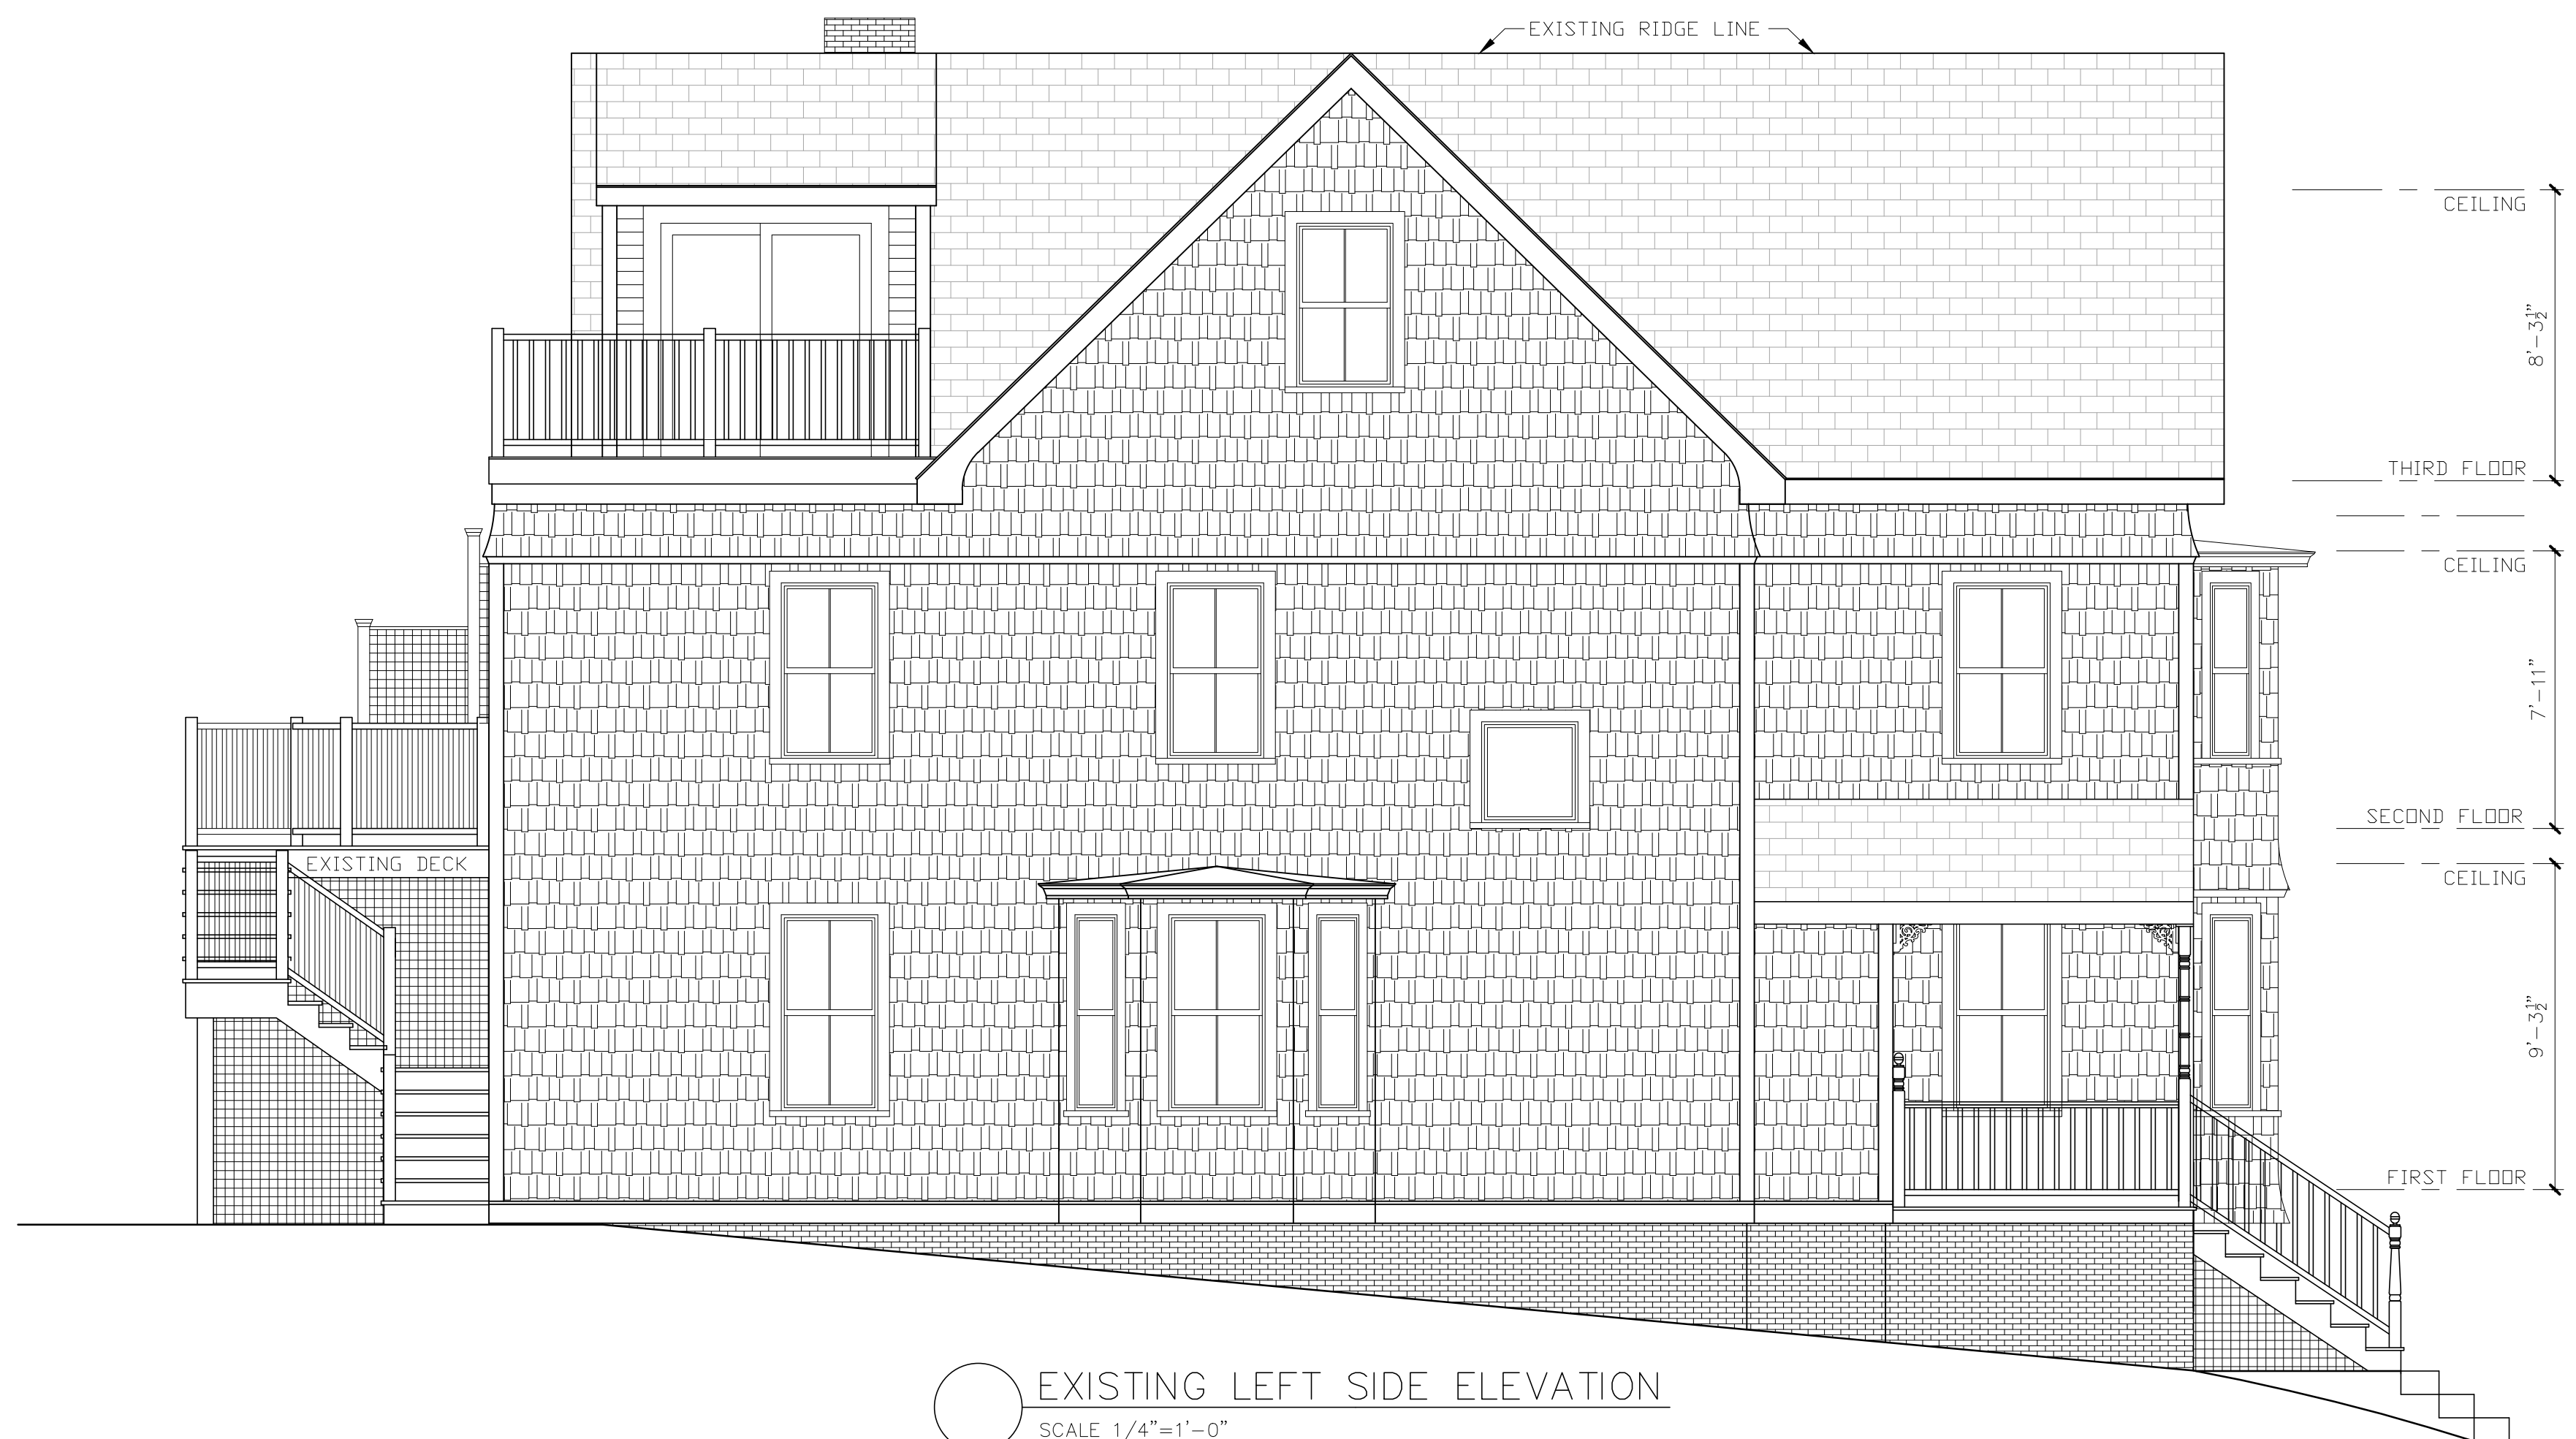 EXISTING RIDGE LINE
CEILING
8'-3½"
THIRD FLOOR
CEILING
7'-11"
SECOND FLOOR
EXISTING DECK
CEILING
9'-3½"
FIRST FLOOR
EXISTING LEFT SIDE ELEVATION
SCALE 1/4"=1'-0"